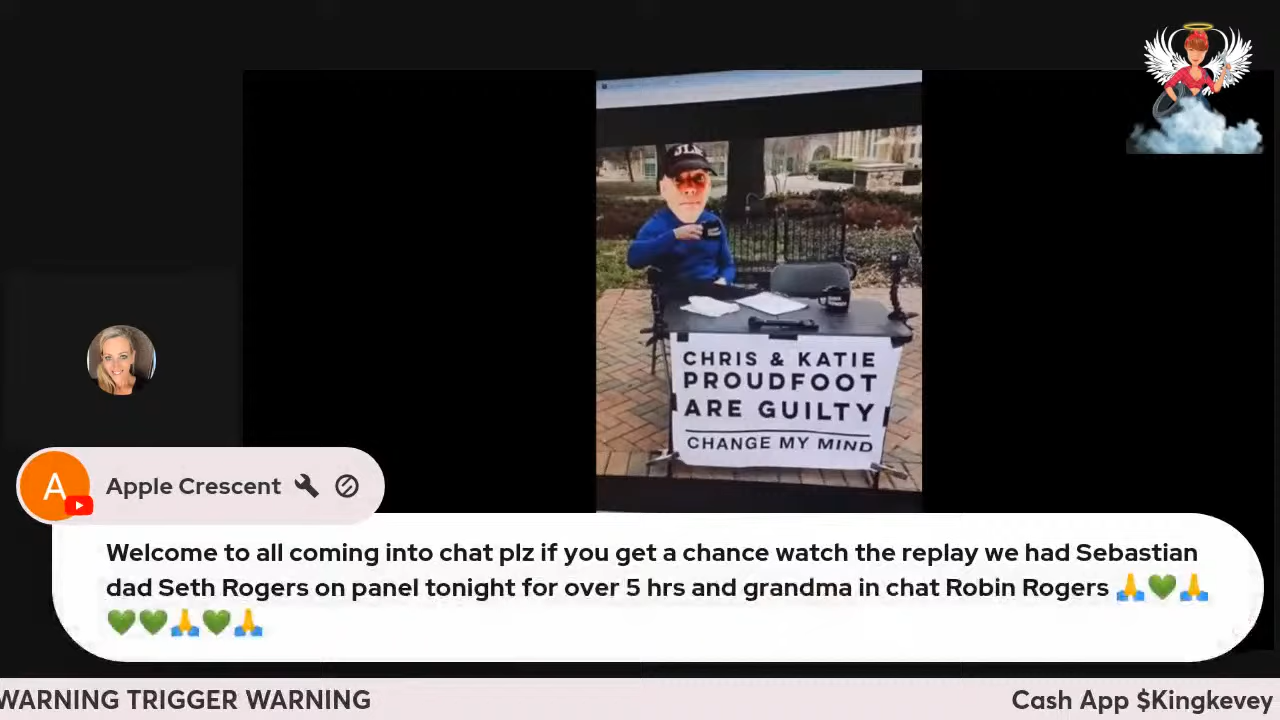 JLR
CHRIS & KATIE
PROUDFOOT
ARE GUILTY
CHANGE MY MIND
A
Apple Crescent
Welcome to all coming into chat plz if you get a chance watch the replay we had Sebastian
dad Seth Rogers on panel tonight for over 5 hrs and grandma in chat Robin Rogers 🙏💚🙏
💚💚🙏💚🙏
WARNING TRIGGER WARNING
Cash App $Kingkevey